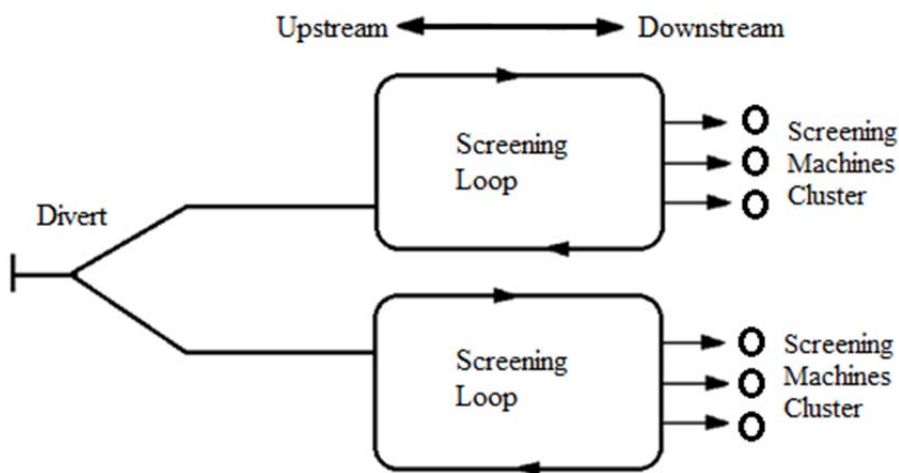 Upstream
Downstream
Screening
Loop
Screening
Machines
Cluster
Divert
Screening
Loop
Screening
Machines
Cluster